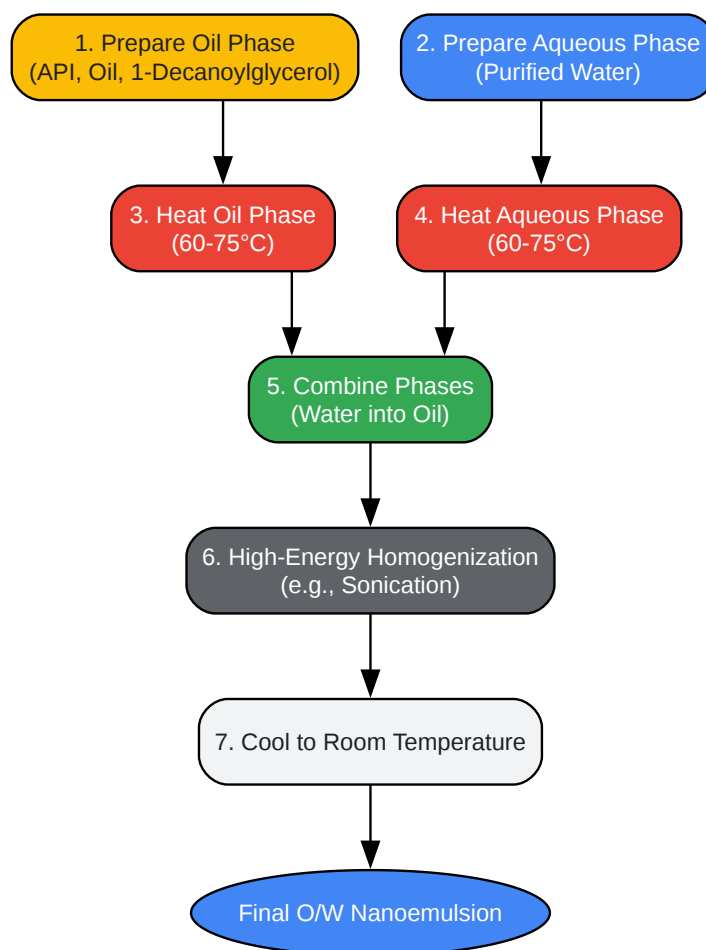 1. Prepare Oil Phase
(API, Oil, 1-Decanoylglycerol)
2. Prepare Aqueous Phase
(Purified Water)
3. Heat Oil Phase
(60-75°C)
4. Heat Aqueous Phase
(60-75°C)
5. Combine Phases
(Water into Oil)
6. High-Energy Homogenization
(e.g., Sonication)
7. Cool to Room Temperature
Final O/W Nanoemulsion